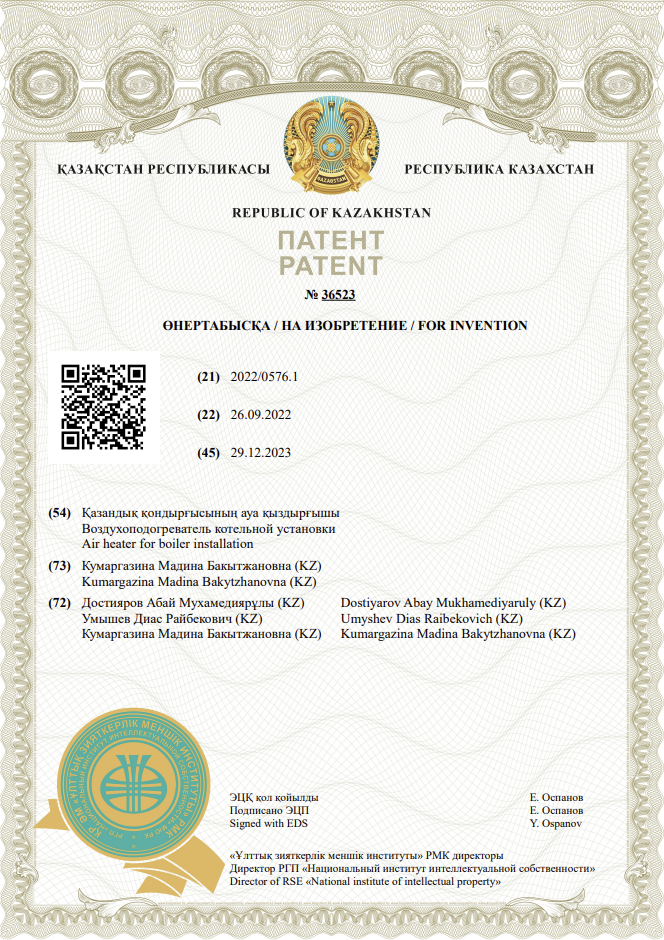 ҚАЗАҚСТАН РЕСПУБЛИКАСЫ
РЕСПУБЛИКА КАЗАХСТАН
REPUBLIC OF KAZAKHSTAN
ПАТЕНТ
PATENT
№ 36523
ӨНЕРТАБЫСҚА / НА ИЗОБРЕТЕНИЕ / FOR INVENTION
(21) 2022/0576.1
(22) 26.09.2022
(45) 29.12.2023
(54) Қазандық қондырғысының ауа қыздырғышы
Воздухоподогреватель котельной установки
Air heater for boiler installation
(73) Кумаргазина Мадина Бакытжановна (KZ)
Kumargazina Madina Bakytzhanovna (KZ)
(72) Достияров Абай Мухамедиярұлы (KZ) Dostiyarov Abay Mukhamediyaruly (KZ)
Умышев Диас Райбекович (KZ) Umyshev Dias Raibekovich (KZ)
Кумаргазина Мадина Бакытжановна (KZ) Kumargazina Madina Bakytzhanovna (KZ)
ЭЦҚ қол қойылды Е. Оспанов
Подписано ЭЦП Е. Оспанов
Signed with EDS Y. Ospanov
«Ұлттық зияткерлік меншік институты» РМК директоры
Директор РГП «Национальный институт интеллектуальной собственности»
Director of RSE «National institute of intellectual property»